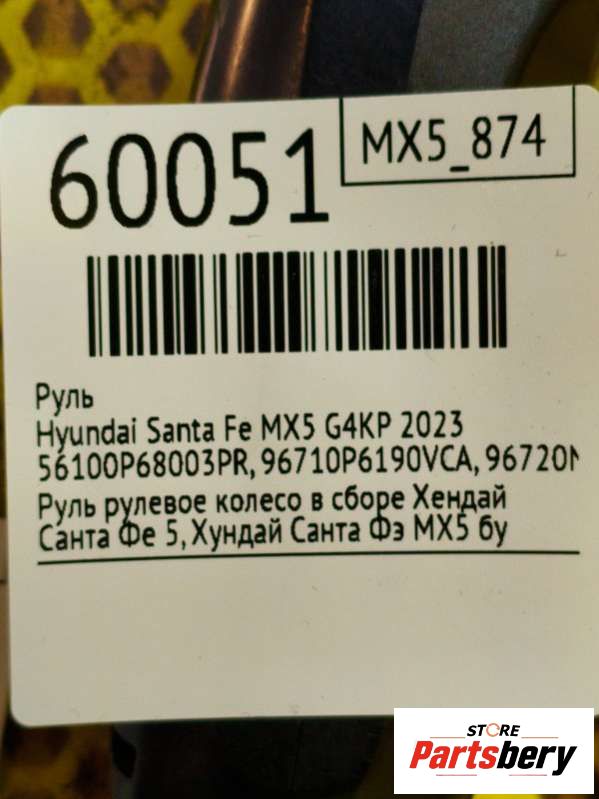 60051
MX5_874
Руль
Hyundai Santa Fe MX5 G4KP 2023
56100P68003PR, 96710P6190VCA, 96720N
Руль рулевое колесо в сборе Хендай
Санта Фе 5, Хундай Санта Фэ MX5 бу
STORE
Partsbery